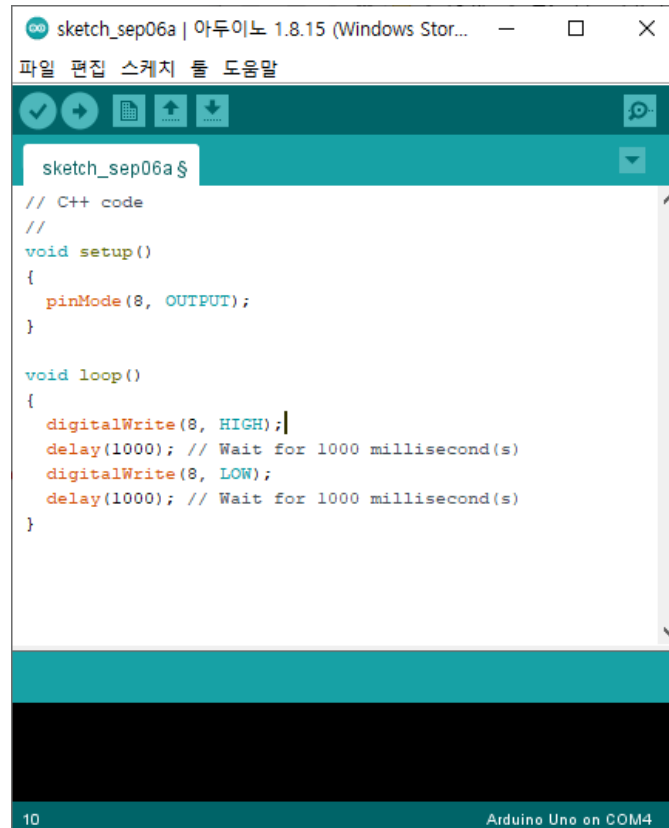 sketch_sep06a | 아두이노 1.8.15 (Windows Stor...
파일 편집 스케치 툴 도움말
sketch_sep06a §
// C++ code
//
void setup()
{
  pinMode(8, OUTPUT);
}

void loop()
{
  digitalWrite(8, HIGH);
  delay(1000); // Wait for 1000 millisecond(s)
  digitalWrite(8, LOW);
  delay(1000); // Wait for 1000 millisecond(s)
}
10
Arduino Uno on COM4